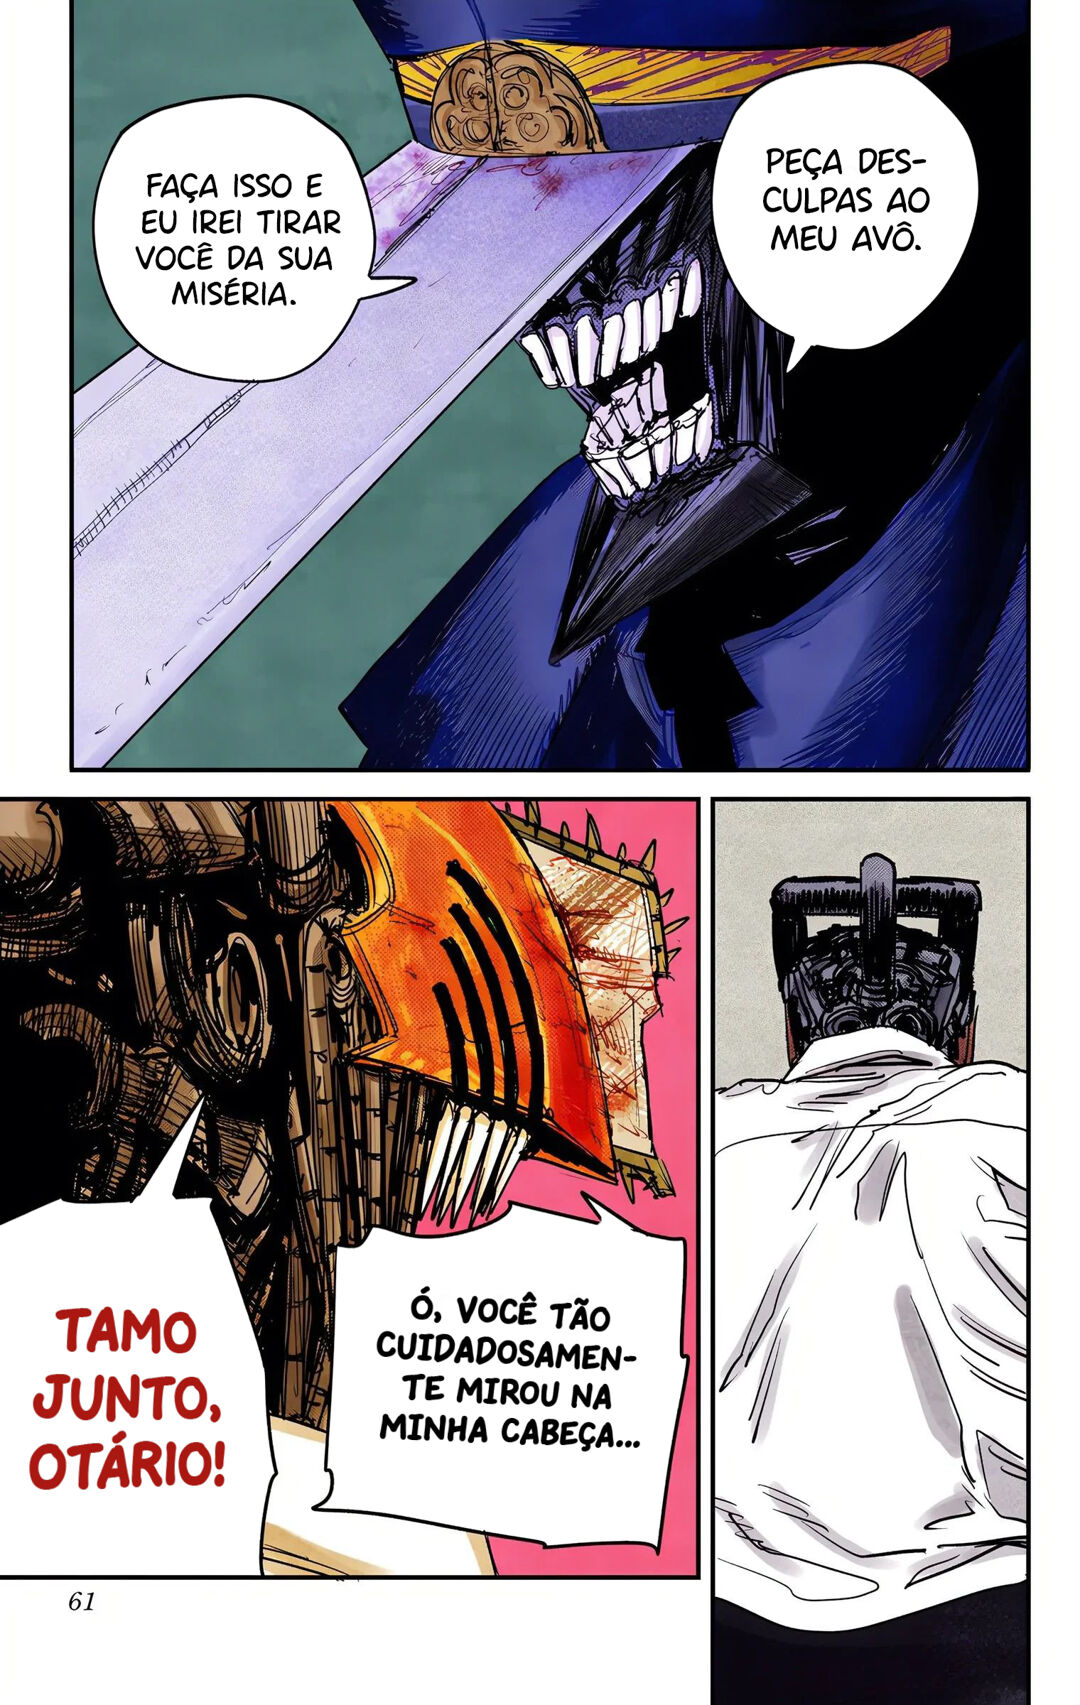 PEÇA DES-
CULPAS AO
MEU AVÔ.
FAÇA ISSO E
EU IREI TIRAR
VOCÊ DA SUA
MISÉRIA.
Ó, VOCÊ TÃO
CUIDADOSAMEN-
TE MIROU NA
MINHA CABEÇA...
TAMO
JUNTO,
OTÁRIO!
61